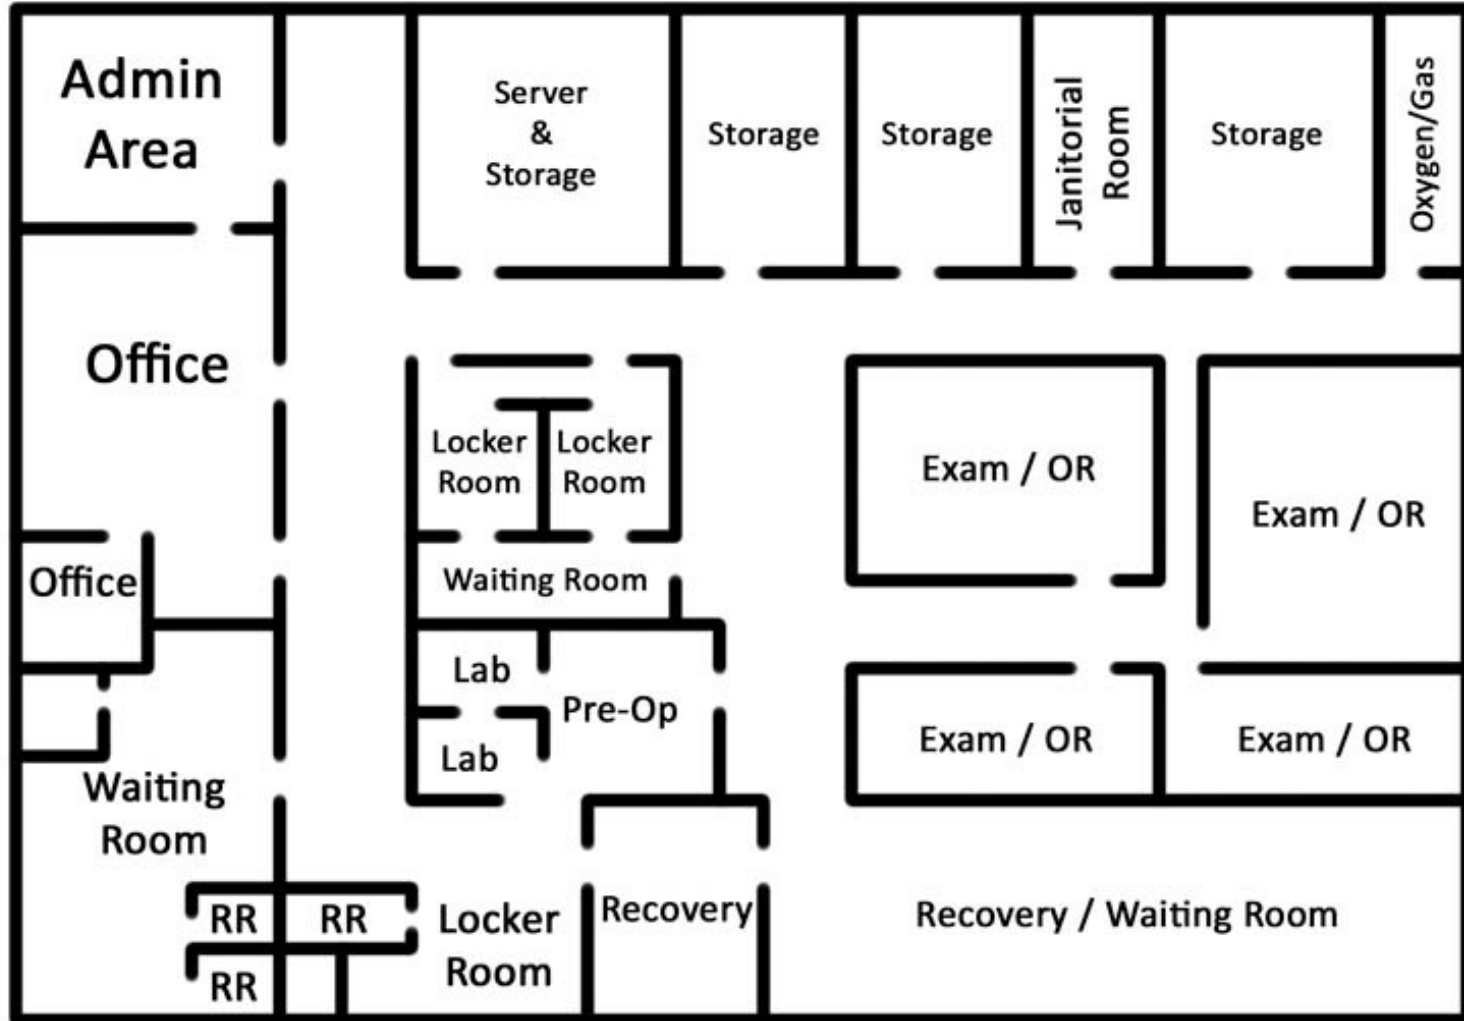 Admin
Area
Server
&
Storage
Storage
Storage
Janitorial
Room
Storage
Oxygen/Gas
Office
Locker
Room
Locker
Room
Exam / OR
Exam / OR
Office
Waiting Room
Lab
Pre-Op
Lab
Exam / OR
Exam / OR
Waiting
Room
RR
RR
RR
Locker
Room
Recovery
Recovery / Waiting Room